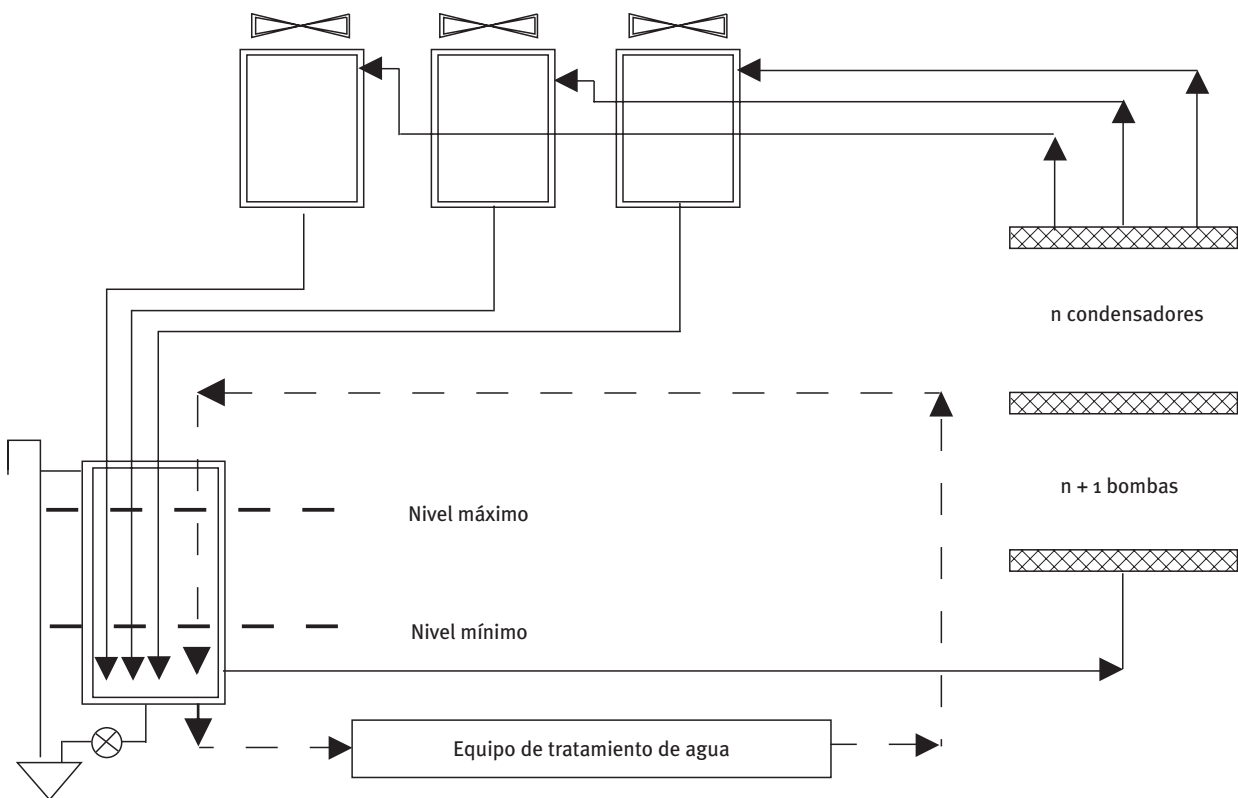 n condensadores
n + 1 bombas
Nivel máximo
Nivel mínimo
Equipo de tratamiento de agua